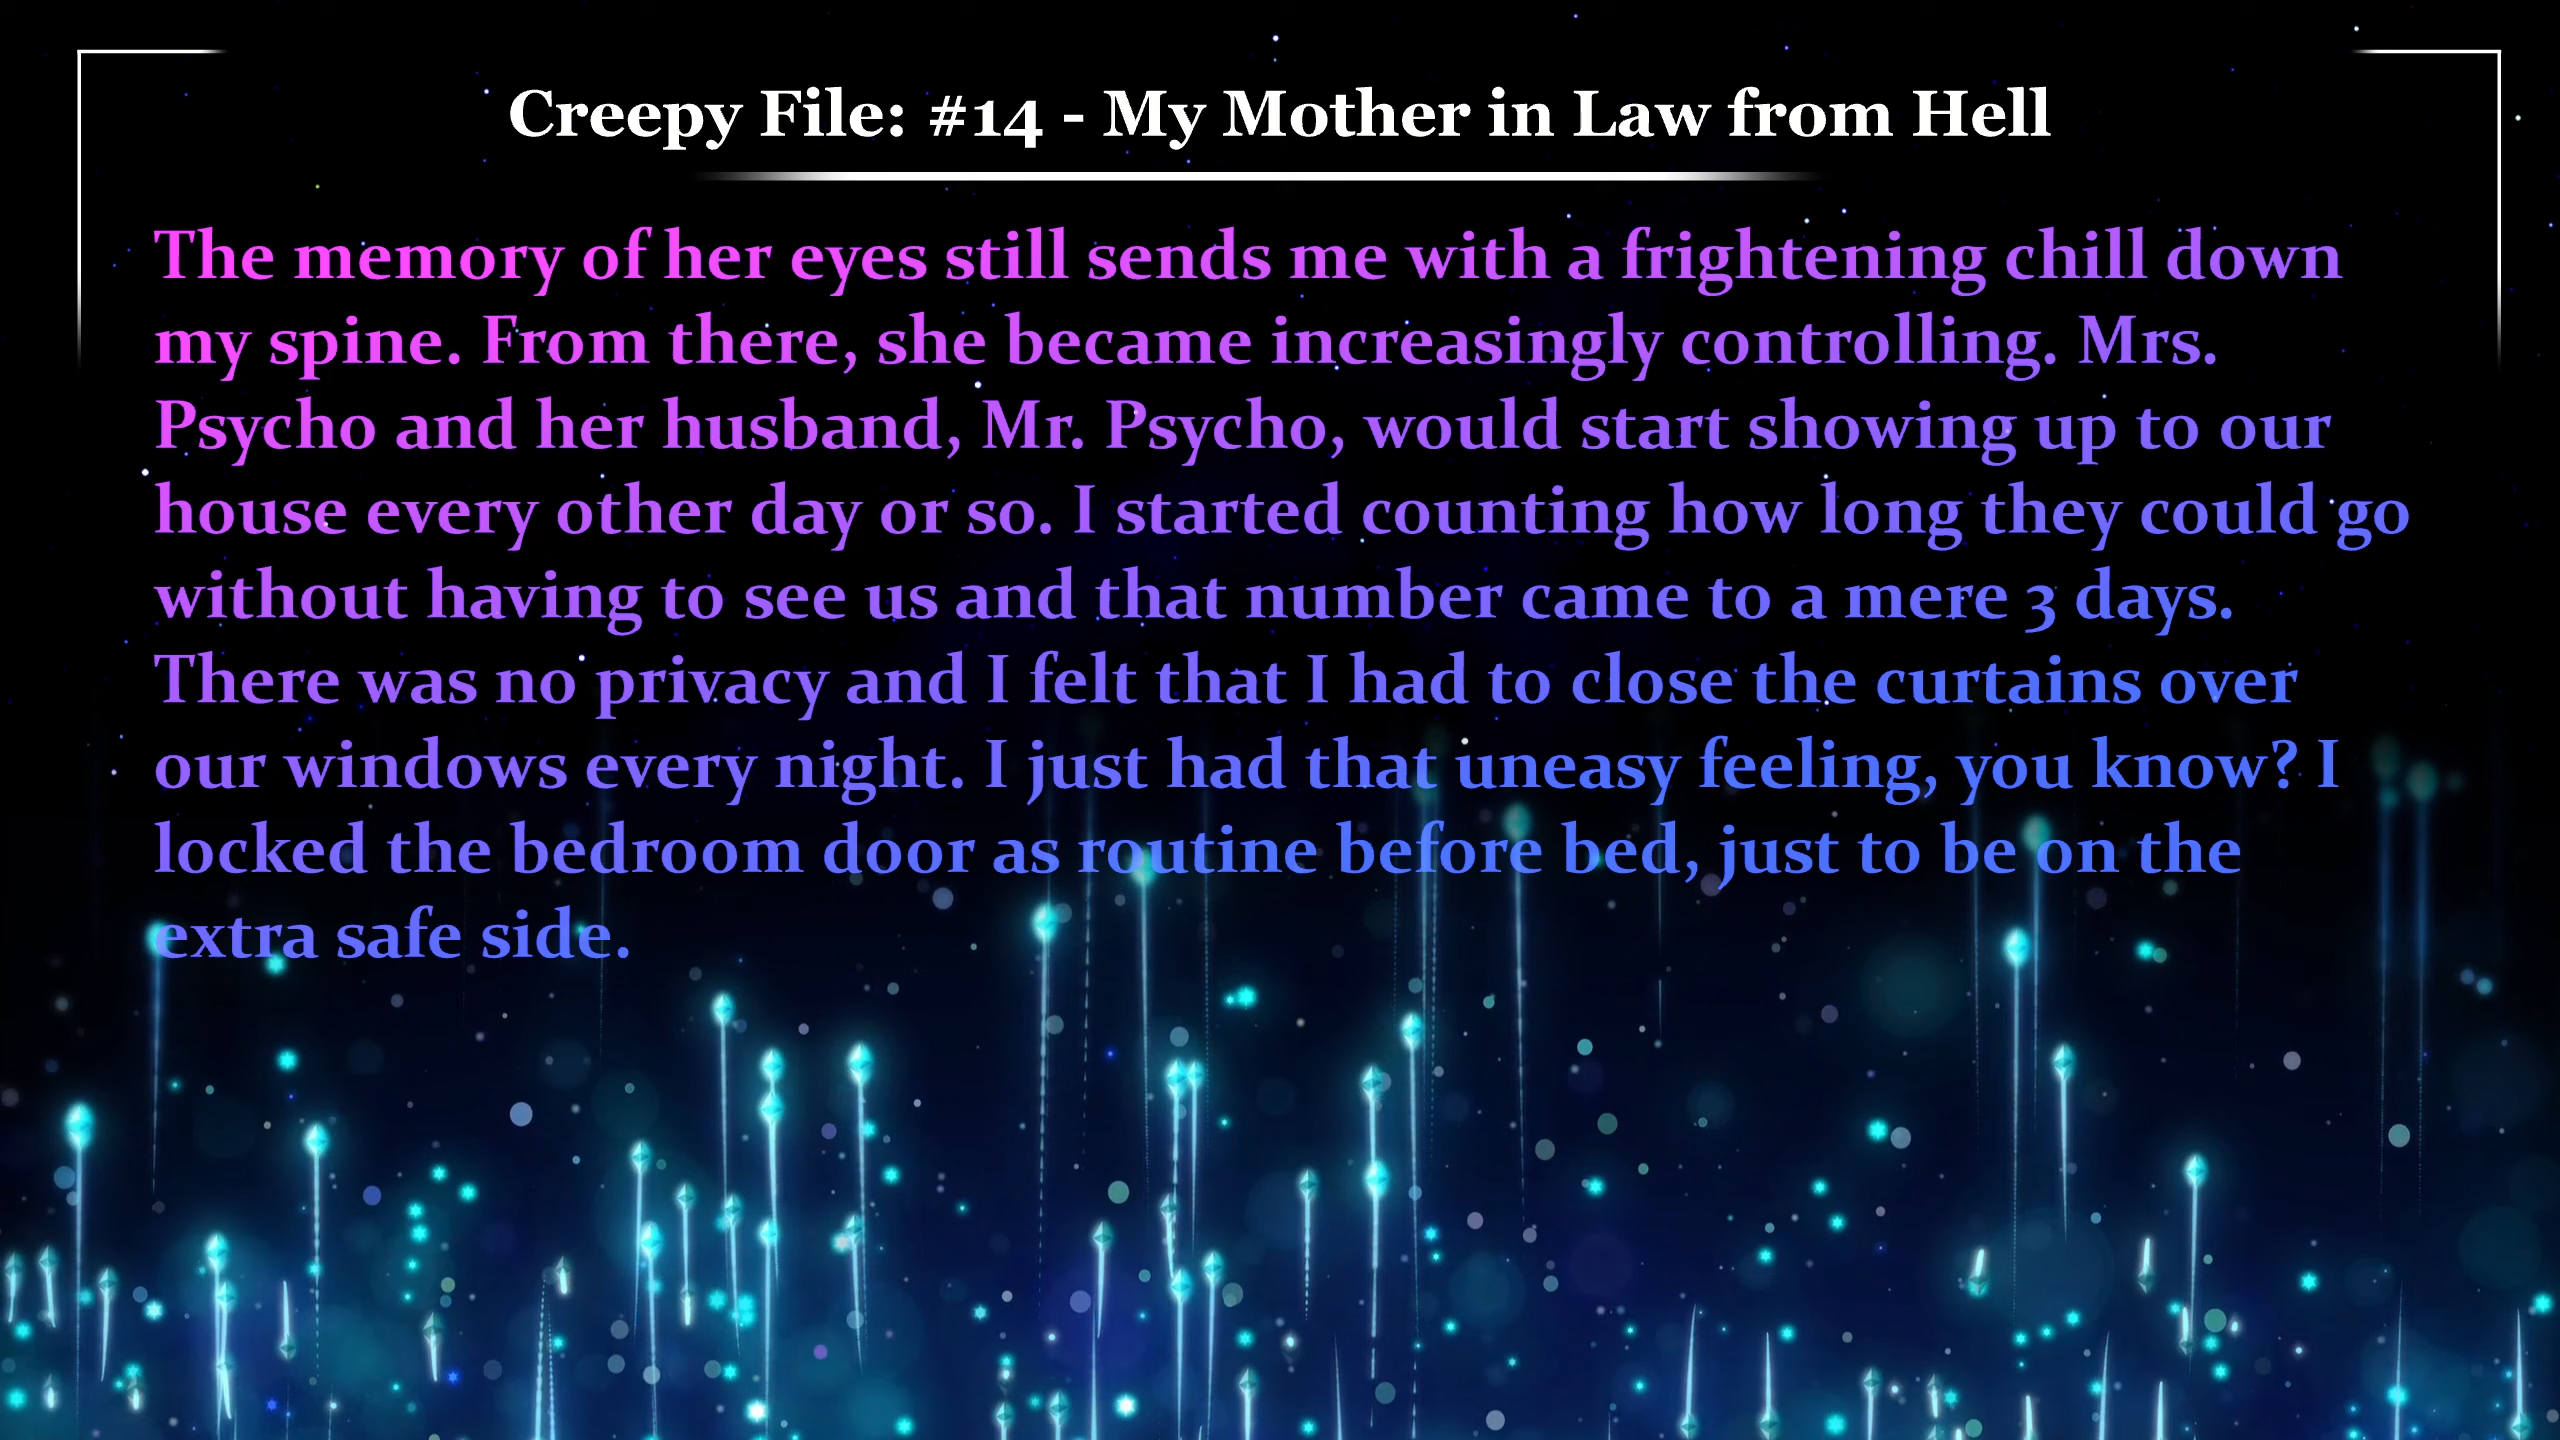 Creepy File: #14 - My Mother in Law from Hell
The memory of her eyes still sends me with a frightening chill down
my spine. From there, she became increasingly controlling. Mrs.
Psycho and her husband, Mr. Psycho, would start showing up to our
house every other day or so. I started counting how long they could go
without having to see us and that number came to a mere 3 days.
There was no privacy and I felt that I had to close the curtains over
our windows every night. I just had that uneasy feeling, you know? I
locked the bedroom door as routine before bed, just to be on the
extra safe side.